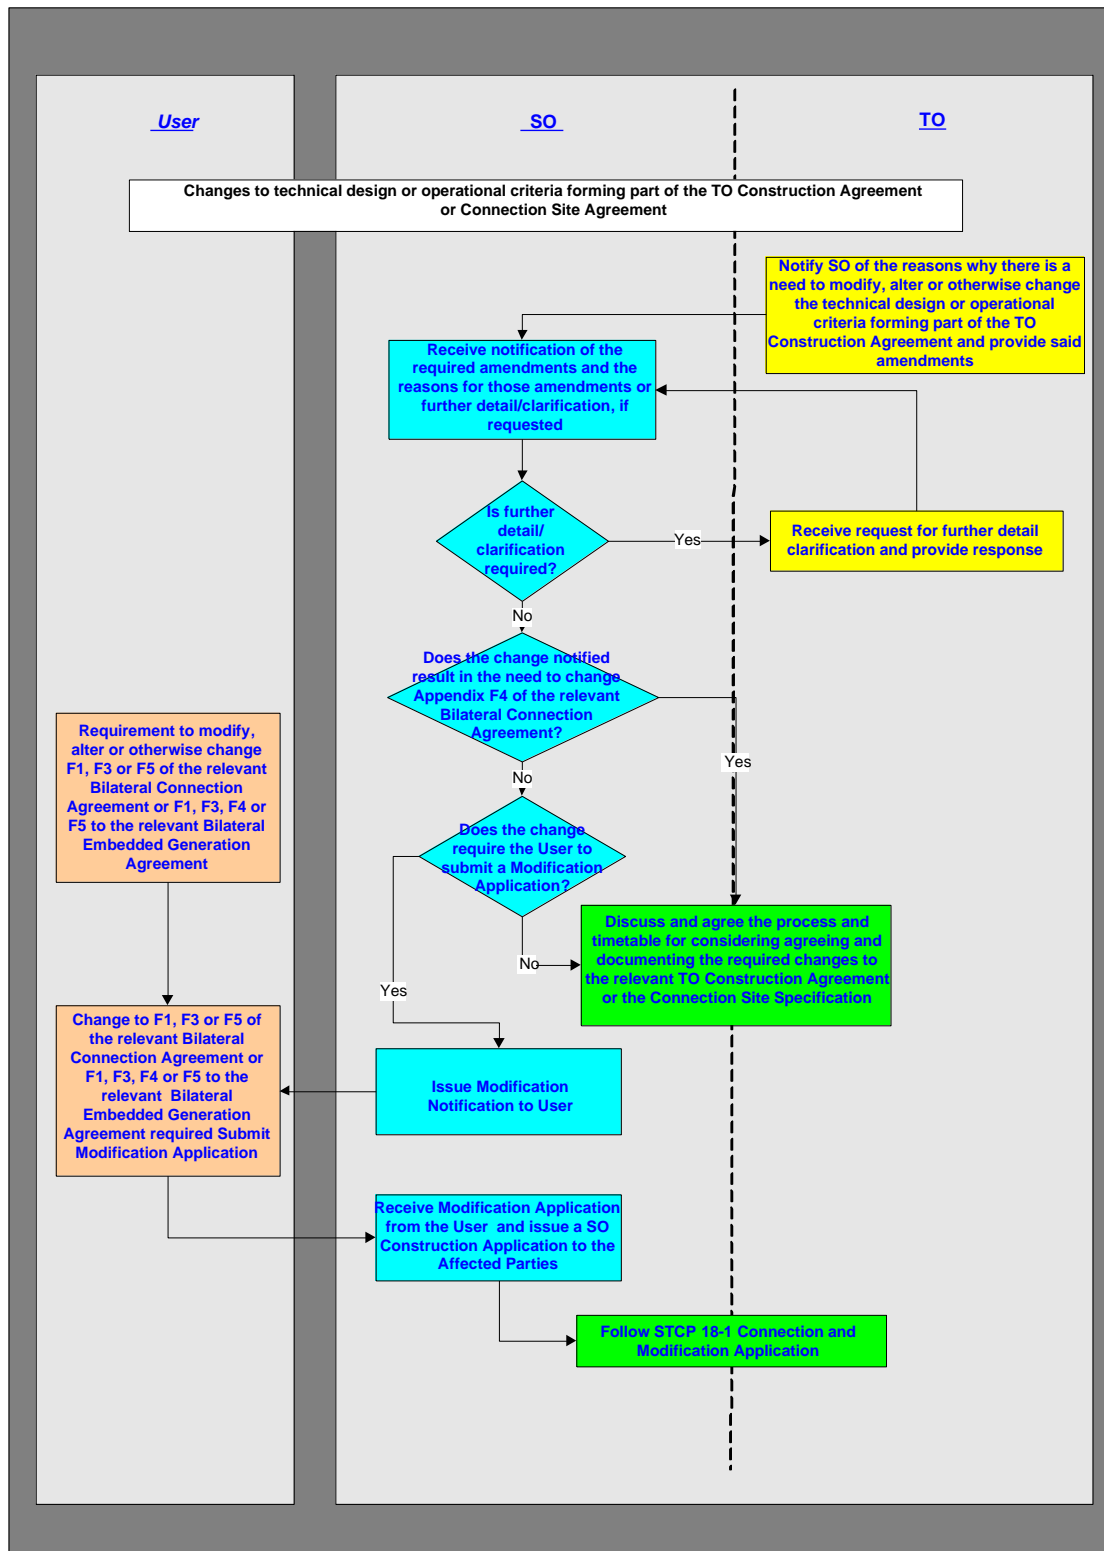 User
SO
TO
Changes to technical design or operational criteria forming part of the TO Construction Agreement
or Connection Site Agreement
Notify SO of the reasons why there is a
need to modify, alter or otherwise change
the technical design or operational
criteria forming part of the TO
Construction Agreement and provide said
amendments
Receive notification of the
required amendments and the
reasons for those amendments or
further detail/clarification, if
requested
Is further
detail/
clarification
required?
Yes
Receive request for further detail
clarification and provide response
No
Does the change notified
result in the need to change
Appendix F4 of the relevant
Bilateral Connection
Agreement?
Yes
No
Requirement to modify,
alter or otherwise change
F1, F3 or F5 of the relevant
Bilateral Connection
Agreement or F1, F3, F4 or
F5 to the relevant Bilateral
Embedded Generation
Agreement
Does the change
require the User to
submit a Modification
Application?
No
Yes
Discuss and agree the process and
timetable for considering agreeing and
documenting the required changes to
the relevant TO Construction Agreement
or the Connection Site Specification
Change to F1, F3 or F5 of
the relevant Bilateral
Connection Agreement or
F1, F3, F4 or F5 to the
relevant Bilateral
Embedded Generation
Agreement required Submit
Modification Application
Issue Modification
Notification to User
Receive Modification Application
from the User and issue a SO
Construction Application to the
Affected Parties
Follow STCP 18-1 Connection and
Modification Application